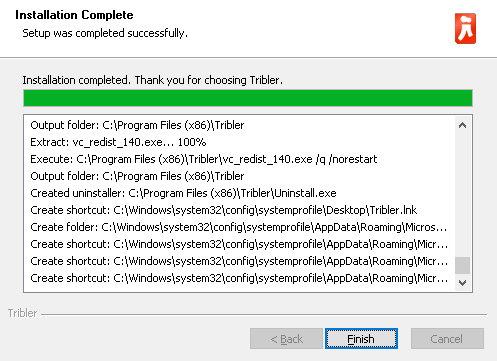 Installation Complete
Setup was completed successfully.
Installation completed. Thank you for choosing Tribler.
Output folder: C:\Program Files (x86)\Tribler
Extract: vc_redist_140.exe... 100%
Execute: C:\Program Files (x86)\Tribler\vc_redist_140.exe /q /norestart
Output folder: C:\Program Files (x86)\Tribler
Created uninstaller: C:\Program Files (x86)\Tribler\Uninstall.exe
Create shortcut: C:\Windows\system32\config\systemprofile\Desktop\Tribler.lnk
Create folder: C:\Windows\system32\config\systemprofile\AppData\Roaming\Micros...
Create shortcut: C:\Windows\system32\config\systemprofile\AppData\Roaming\Micr...
Create shortcut: C:\Windows\system32\config\systemprofile\AppData\Roaming\Micr...
Create shortcut: C:\Windows\system32\config\systemprofile\AppData\Roaming\Micr...
Tribler
< Back Finish Cancel